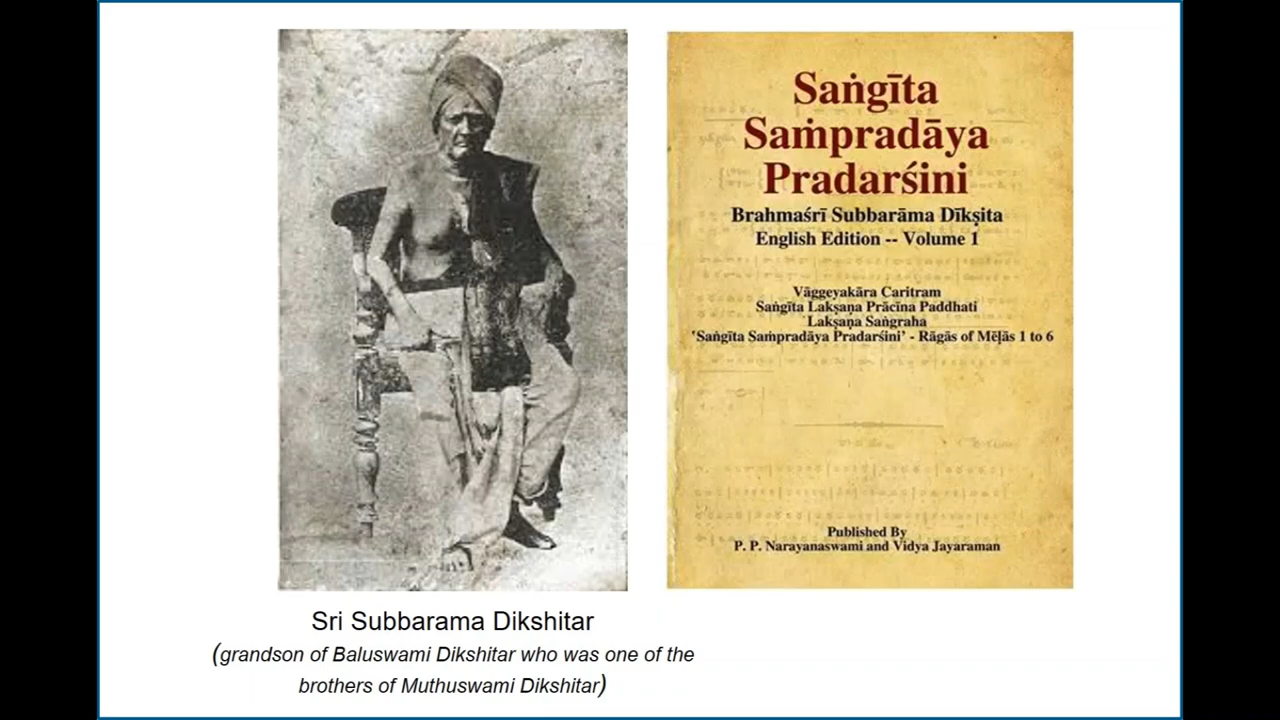 Saṅgīta
Saṁpradāya
Pradarśini
Brahmaśrī Subbarāma Dīkṣita
English Edition -- Volume 1
Vāggeyakāra Caritram
Saṅgīta Lakṣaṇa Prācīna Paddhati
Lakṣaṇa Saṅgraha
'Saṅgīta Saṁpradāya Pradarśini' - Rāgās of Mēḷās 1 to 6
Published By
P. P. Narayanaswami and Vidya Jayaraman
Sri Subbarama Dikshitar
(grandson of Baluswami Dikshitar who was one of the
brothers of Muthuswami Dikshitar)